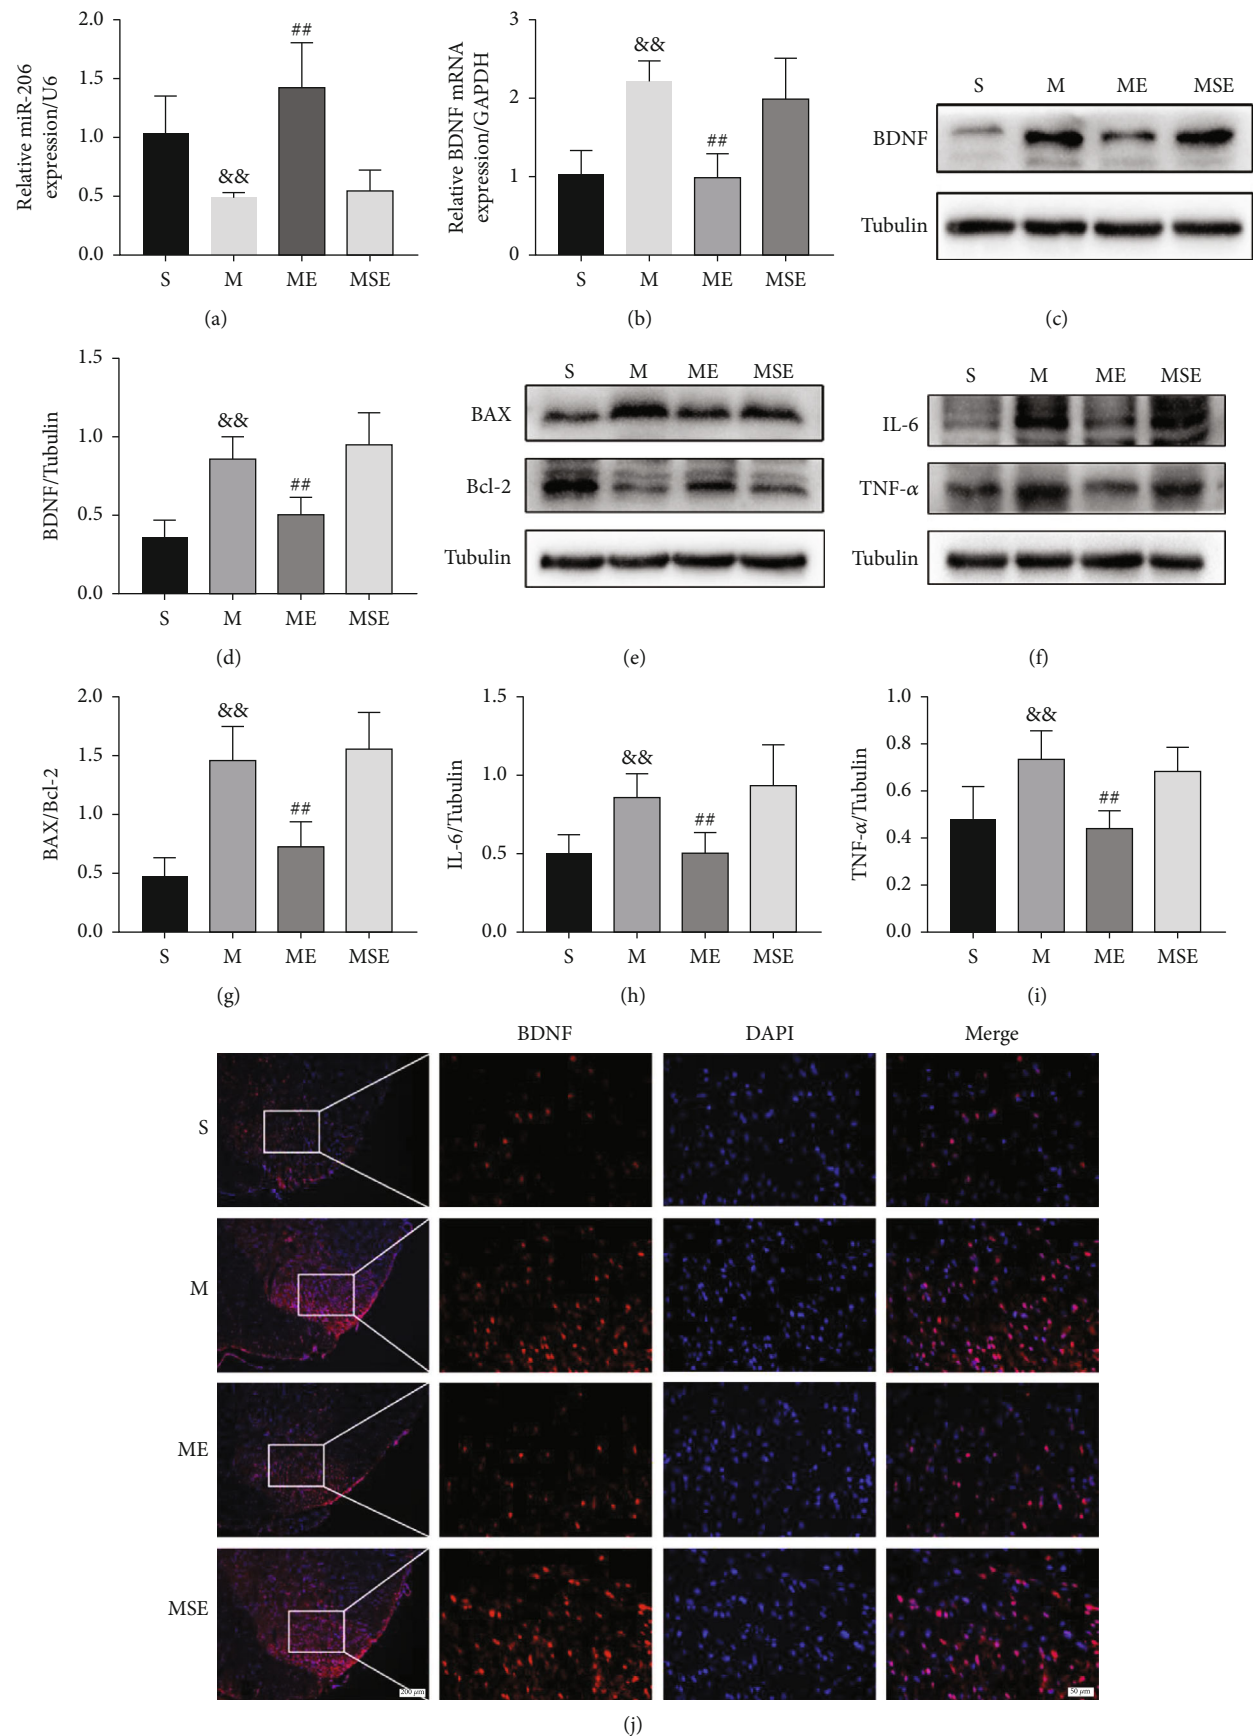 Relative miR-206
expression/U6
2.0
1.5
1.0
0.5
0.0
&&
##
S M ME MSE
(a)
Relative BDNF mRNA
expression/GAPDH
3
2
1
0
&&
##
S M ME MSE
(b)
S M ME MSE
BDNF
Tubulin
(c)
BDNF/Tubulin
1.5
1.0
0.5
0.0
&&
##
S M ME MSE
(d)
S M ME MSE
BAX
Bcl-2
Tubulin
(e)
S M ME MSE
IL-6
TNF-α
Tubulin
(f)
BAX/Bcl-2
2.0
1.5
1.0
0.5
0.0
&&
##
S M ME MSE
(g)
IL-6/Tubulin
1.5
1.0
0.5
0.0
&&
##
S M ME MSE
(h)
TNF-α/Tubulin
1.0
0.8
0.6
0.4
0.2
0.0
&&
##
S M ME MSE
(i)
BDNF DAPI Merge
S
M
ME
MSE
200 μm
50 μm
(j)